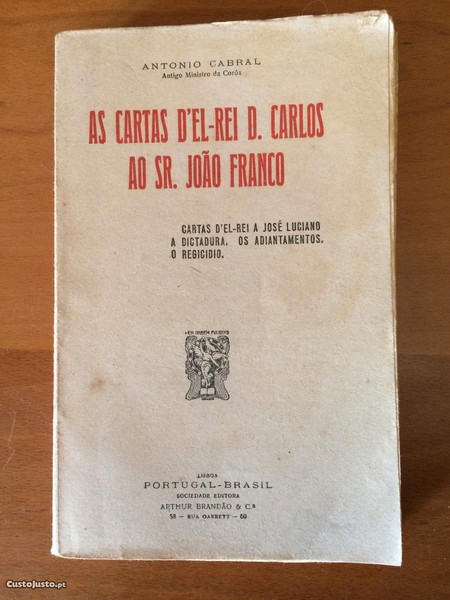 ANTONIO CABRAL
Antigo Ministro da Corôa
AS CARTAS D'EL-REI D. CARLOS
AO SR. JOÃO FRANCO
CARTAS D'EL-REI A JOSÉ LUCIANO
A DICTADURA. OS ADIANTAMENTOS.
O REGICIDIO.
LISBOA
PORTUGAL-BRASIL
SOCIEDADE EDITORA
ARTHUR BRANDÃO & C.ª
58 — RUA GARRETT — 60
CustoJusto.pt